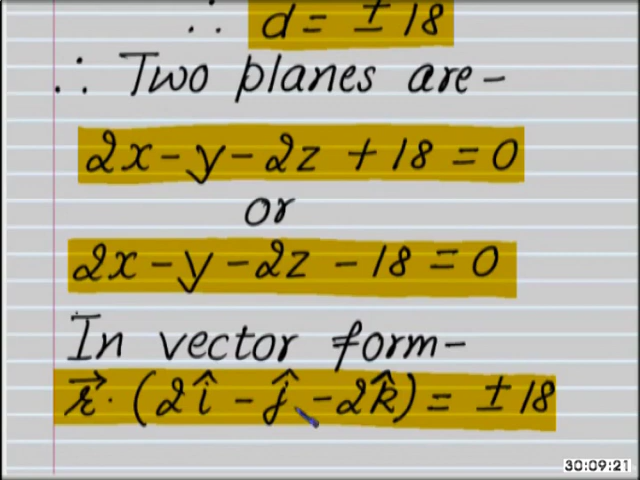 ∴ d = ± 18
∴ Two planes are-
2x - y - 2z + 18 = 0
or
2x - y - 2z - 18 = 0
In vector form-
r⃗. (2î - ĵ - 2k̂) = ± 18
30:09:21